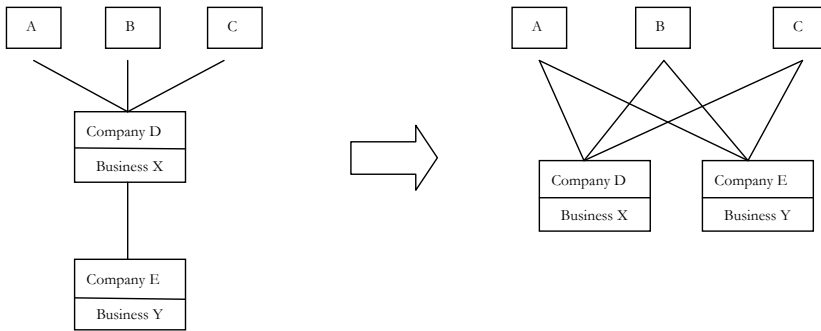 A
B
C
Company D
Business X
Company E
Business Y
A
B
C
Company D
Business X
Company E
Business Y